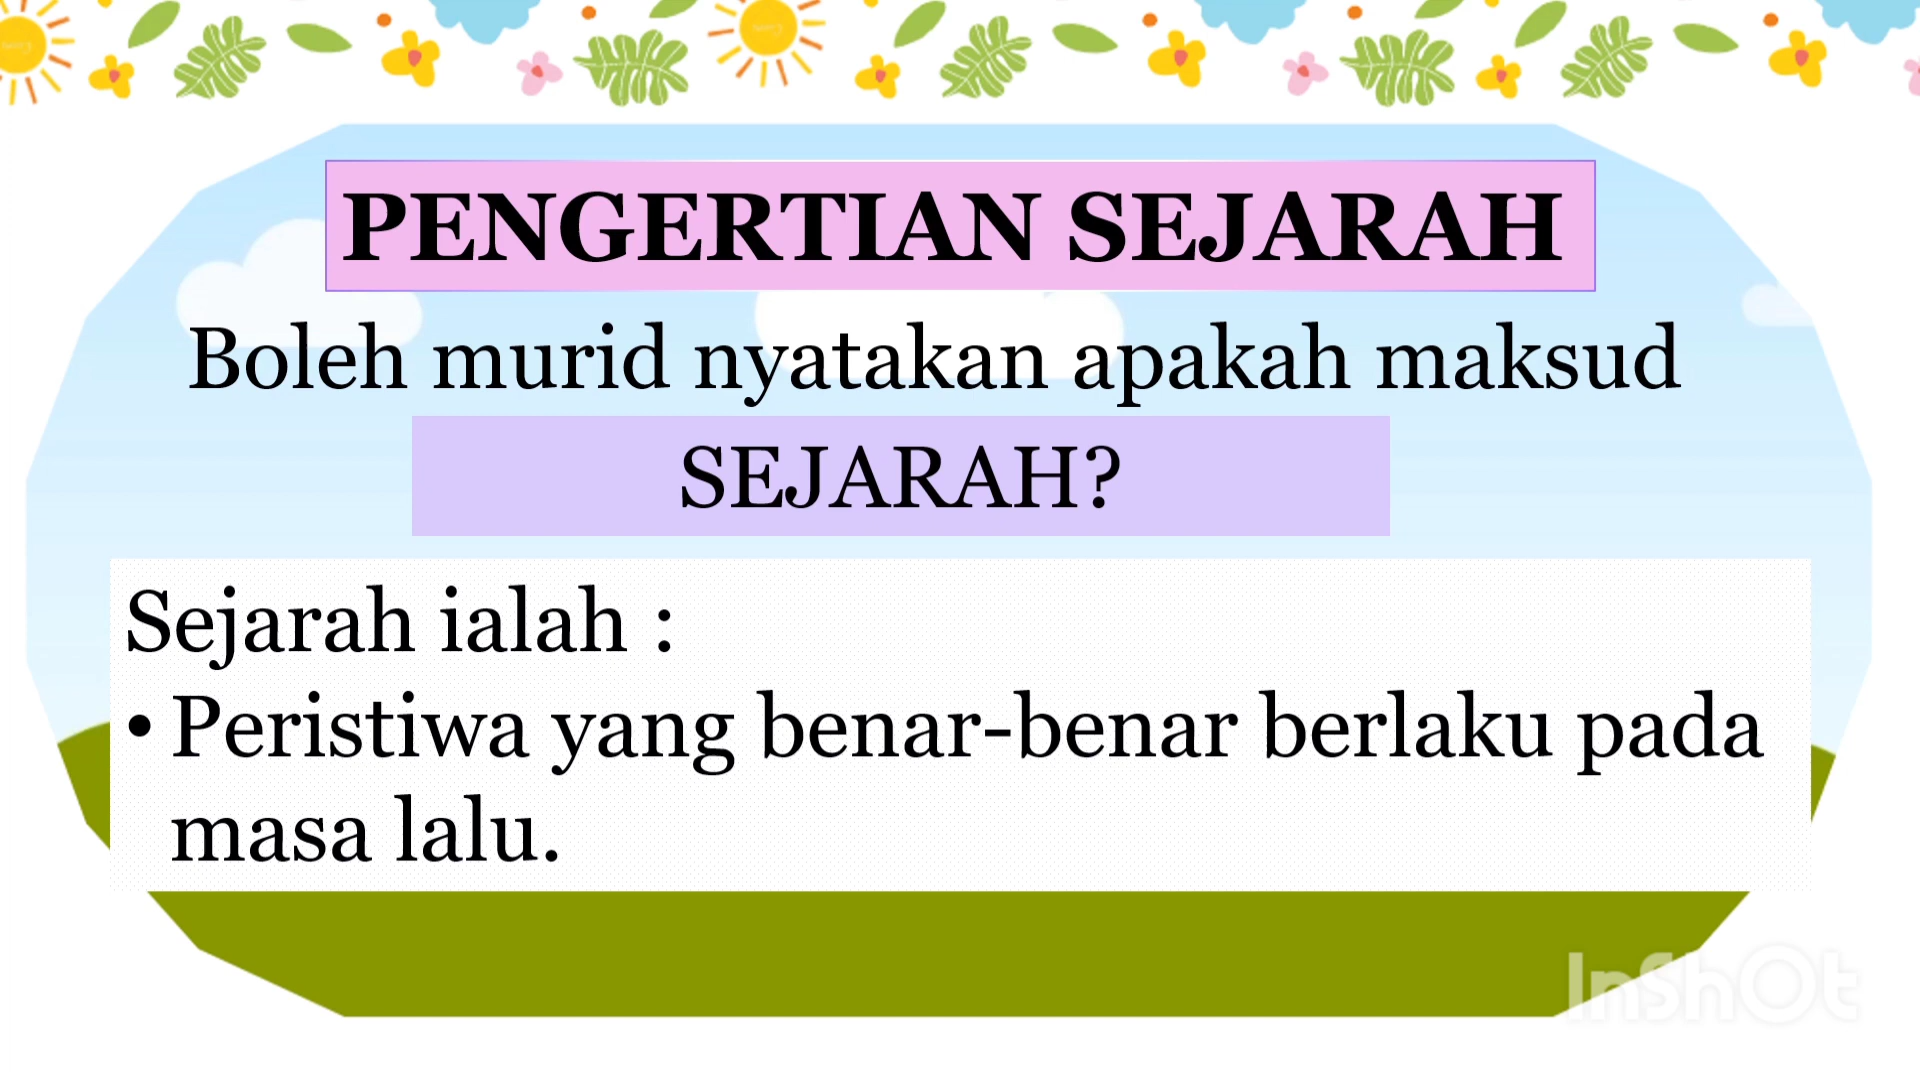 PENGERTIAN SEJARAH
Boleh murid nyatakan apakah maksud
SEJARAH?
Sejarah ialah :
• Peristiwa yang benar-benar berlaku pada
masa lalu.
InShOt